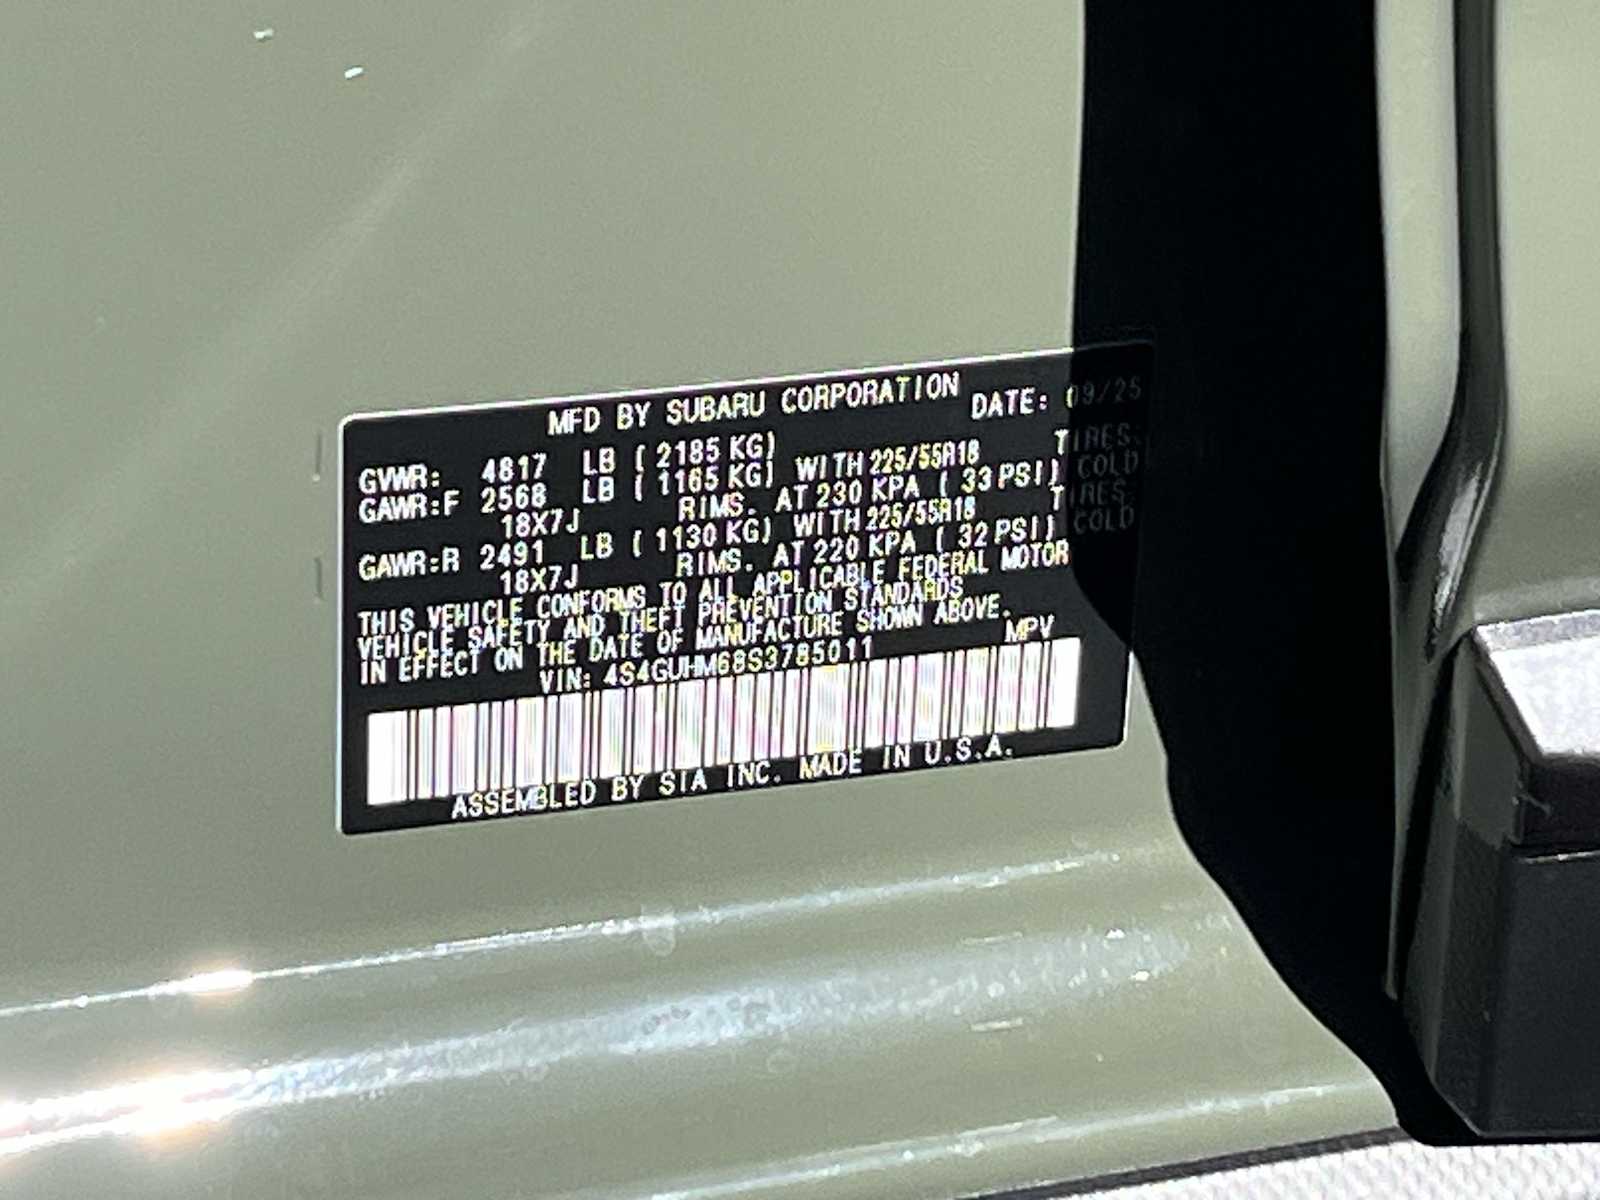 MFD BY SUBARU CORPORATION DATE: 09/25
GVWR: 4817 LB ( 2185 KG)
GAWR:F 2568 LB ( 1165 KG) WITH 225/55R18 TIRES.
18X7J RIMS. AT 230 KPA ( 33 PSI) COLD
GAWR:R 2491 LB ( 1130 KG) WITH 225/55R18 TIRES.
18X7J RIMS. AT 220 KPA ( 32 PSI) COLD
THIS VEHICLE CONFORMS TO ALL APPLICABLE FEDERAL MOTOR
VEHICLE SAFETY AND THEFT PREVENTION STANDARDS
IN EFFECT ON THE DATE OF MANUFACTURE SHOWN ABOVE.
VIN: 4S4GUHM68S3785011 MPV
ASSEMBLED BY SIA INC. MADE IN U.S.A.